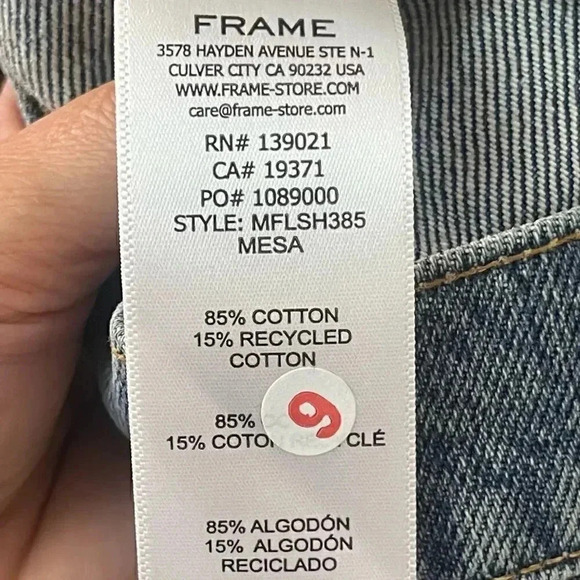 FRAME
3578 HAYDEN AVENUE STE N-1
CULVER CITY CA 90232 USA
WWW.FRAME-STORE.COM
care@frame-store.com
RN# 139021
CA# 19371
PO# 1089000
STYLE: MFLSH385
MESA
85% COTTON
15% RECYCLED
COTTON
85%
15% COTON CLÉ
85% ALGODÓN
15% ALGODÓN
RECICLADO